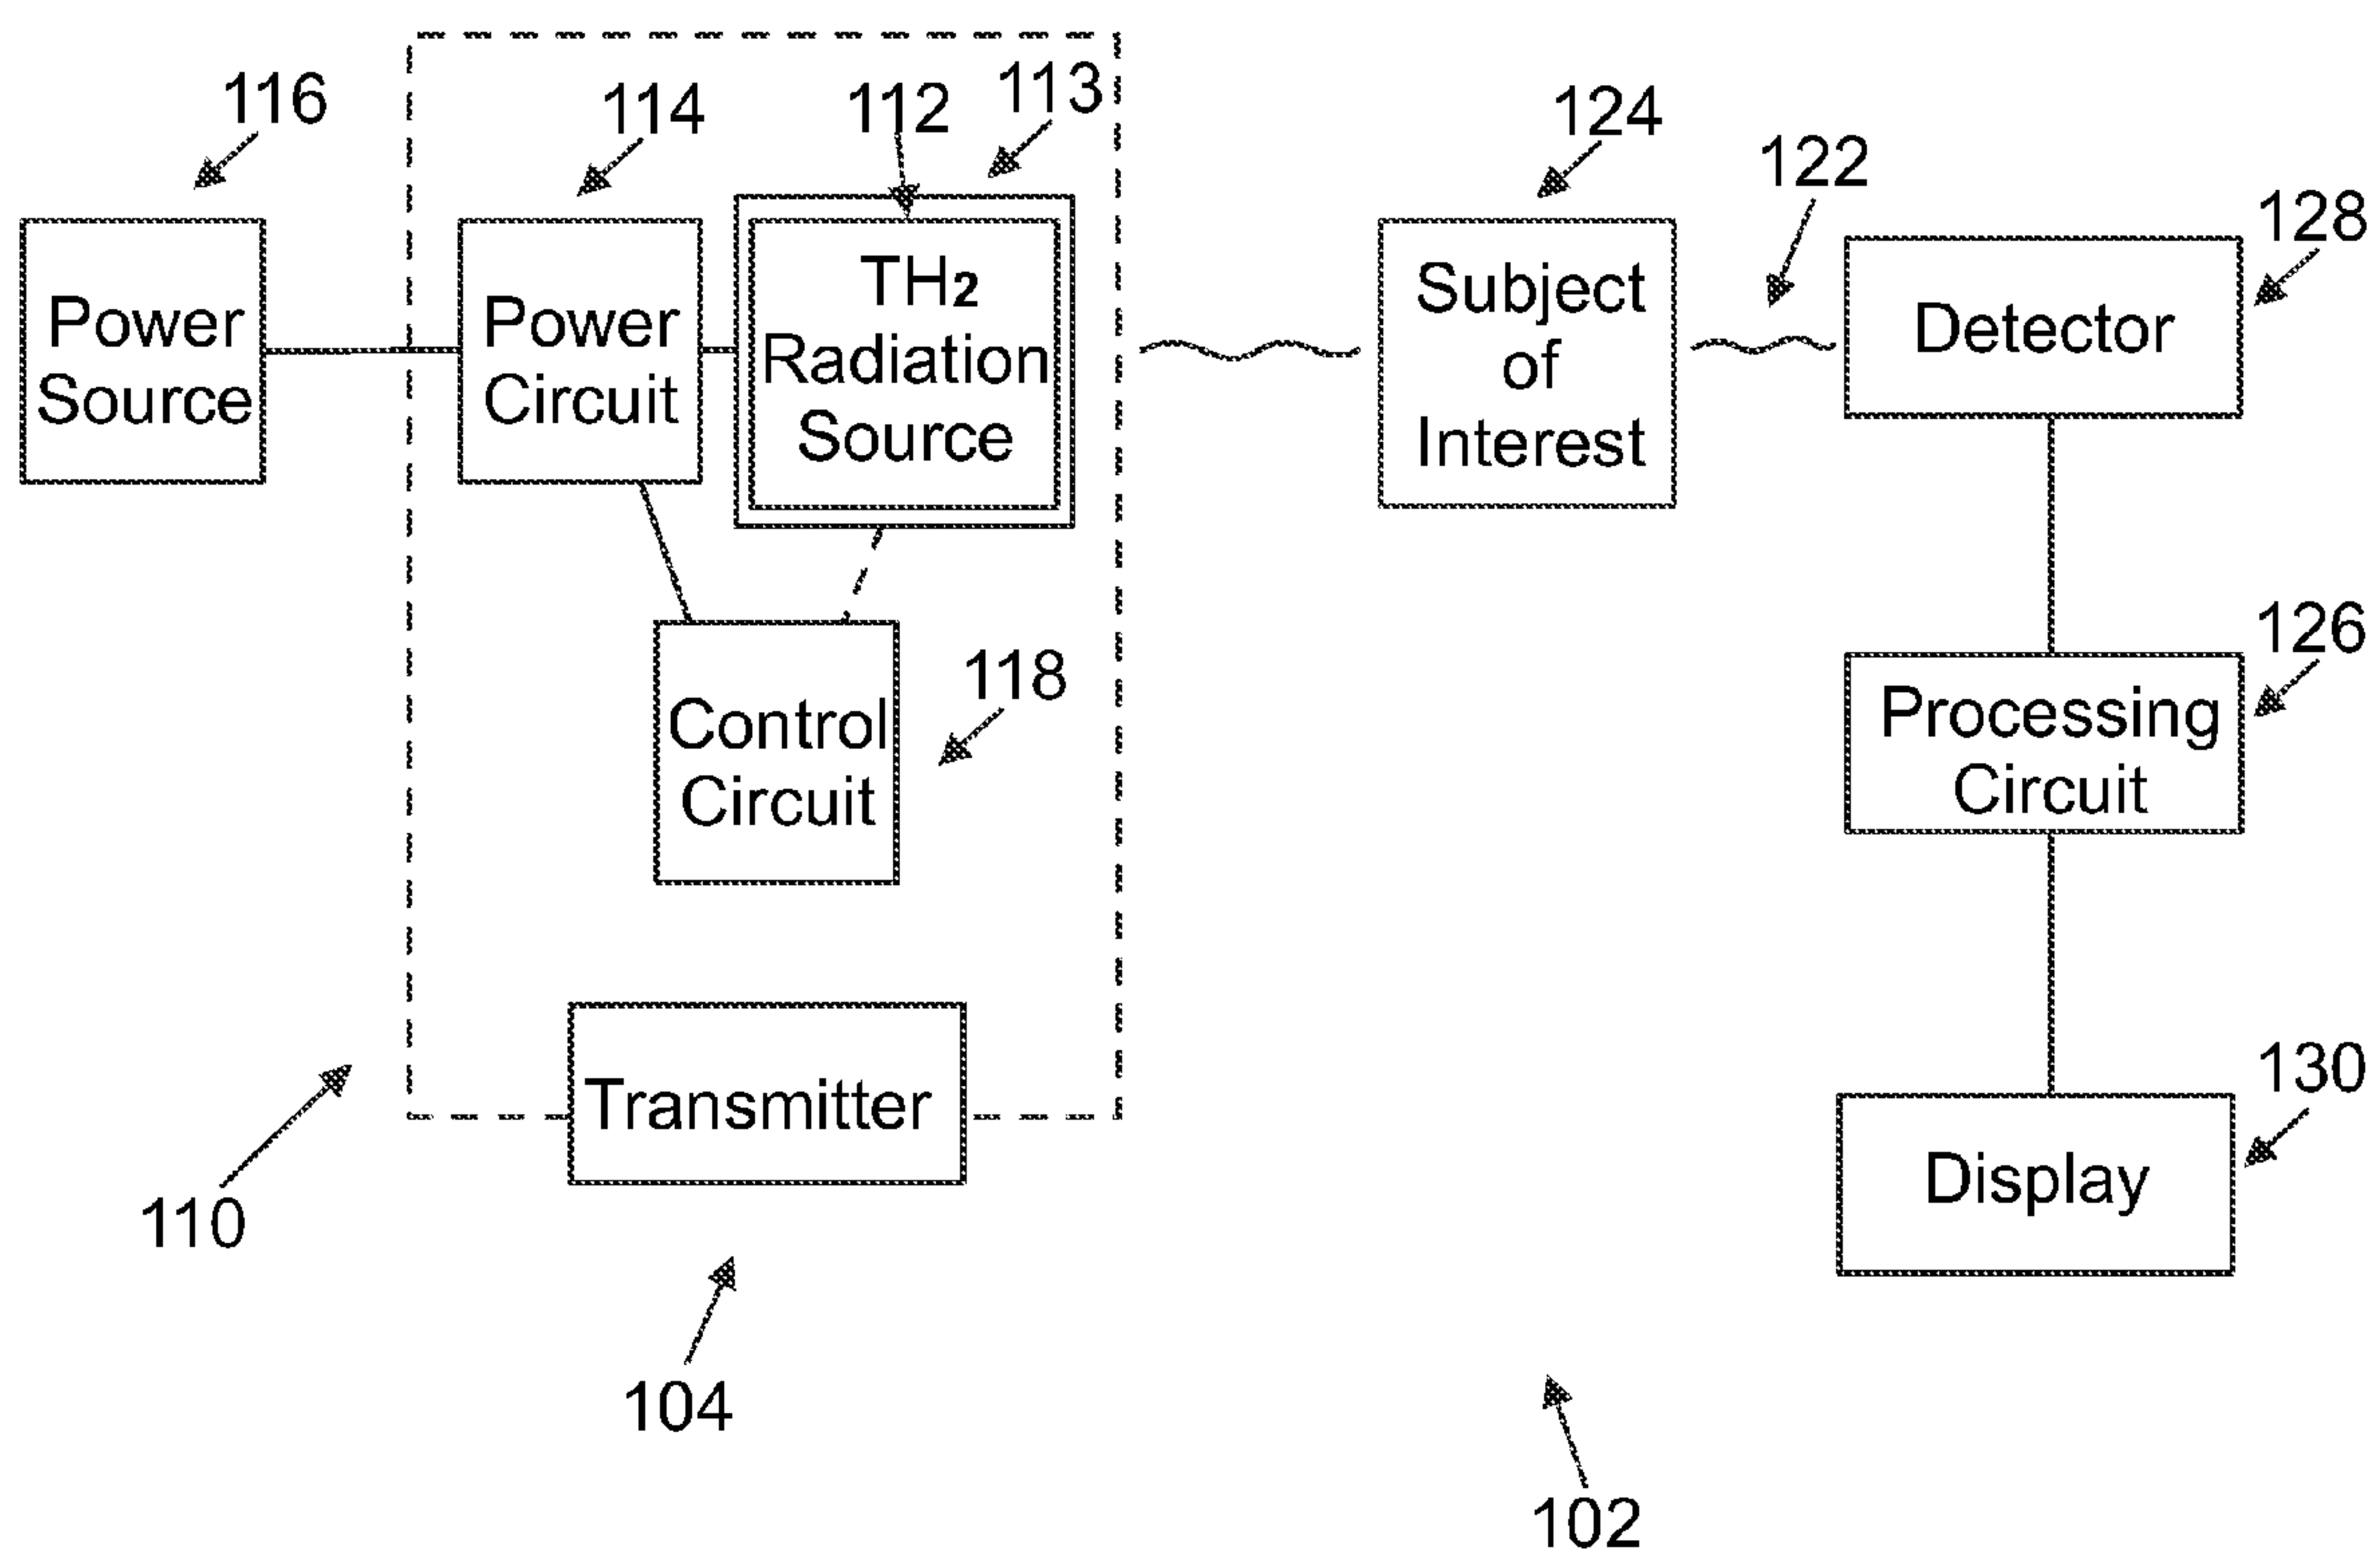 116
114
112
113
124
122
128
Power
Source
Power
Circuit
TH2
Radiation
Source
Subject
of
Interest
Detector
118
Control
Circuit
126
Processing
Circuit
Transmitter
130
Display
110
104
102